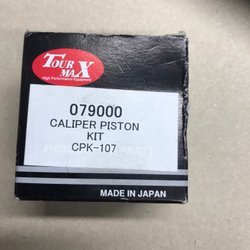 TOUR
MAX
High Performance Equipment
079000
CALIPER PISTON
KIT
CPK-107
MADE IN JAPAN